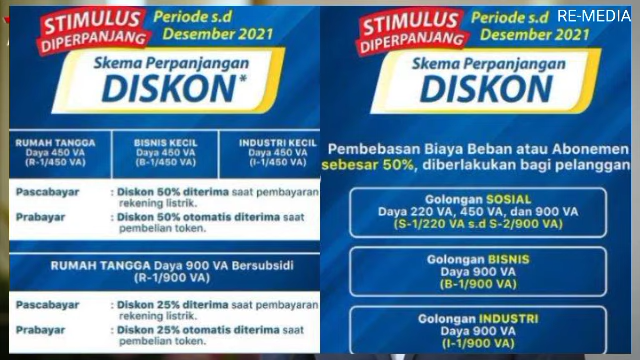 RE-MEDIA
STIMULUS
DIPERPANJANG
Periode s.d
Desember 2021
Skema Perpanjangan
DISKON*
RUMAH TANGGA
Daya 450 VA
(R-1/450 VA)
BISNIS KECIL
Daya 450 VA
(B-1/450 VA)
INDUSTRI KECIL
Daya 450 VA
(I-1/450 VA)
Pascabayar : Diskon 50% diterima saat pembayaran
rekening listrik.
Prabayar : Diskon 50% otomatis diterima saat
pembelian token.
RUMAH TANGGA Daya 900 VA Bersubsidi
(R-1/900 VA)
Pascabayar : Diskon 25% diterima saat pembayaran
rekening listrik.
Prabayar : Diskon 25% otomatis diterima saat
pembelian token.
STIMULUS
DIPERPANJANG
Periode s.d
Desember 2021
Skema Perpanjangan
DISKON
Pembebasan Biaya Beban atau Abonemen
sebesar 50%, diberlakukan bagi pelanggan
Golongan SOSIAL
Daya 220 VA, 450 VA, dan 900 VA
(S-1/220 VA s.d S-2/900 VA)
Golongan BISNIS
Daya 900 VA
(B-1/900 VA)
Golongan INDUSTRI
Daya 900 VA
(I-1/900 VA)